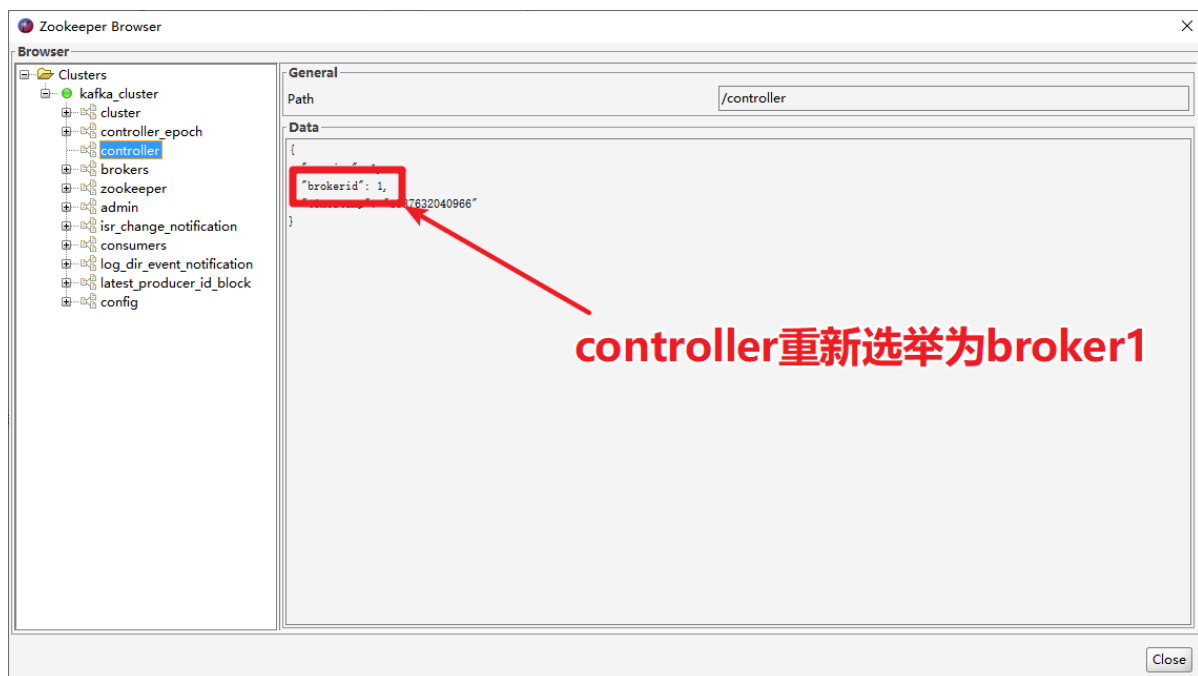 Zookeeper Browser
Browser
Clusters
kafka_cluster
cluster
controller_epoch
controller
brokers
zookeeper
admin
isr_change_notification
consumers
log_dir_event_notification
latest_producer_id_block
config
General
Path
/controller
Data
{
"brokerid": 1,
7632040966"
}
controller重新选举为broker1
Close